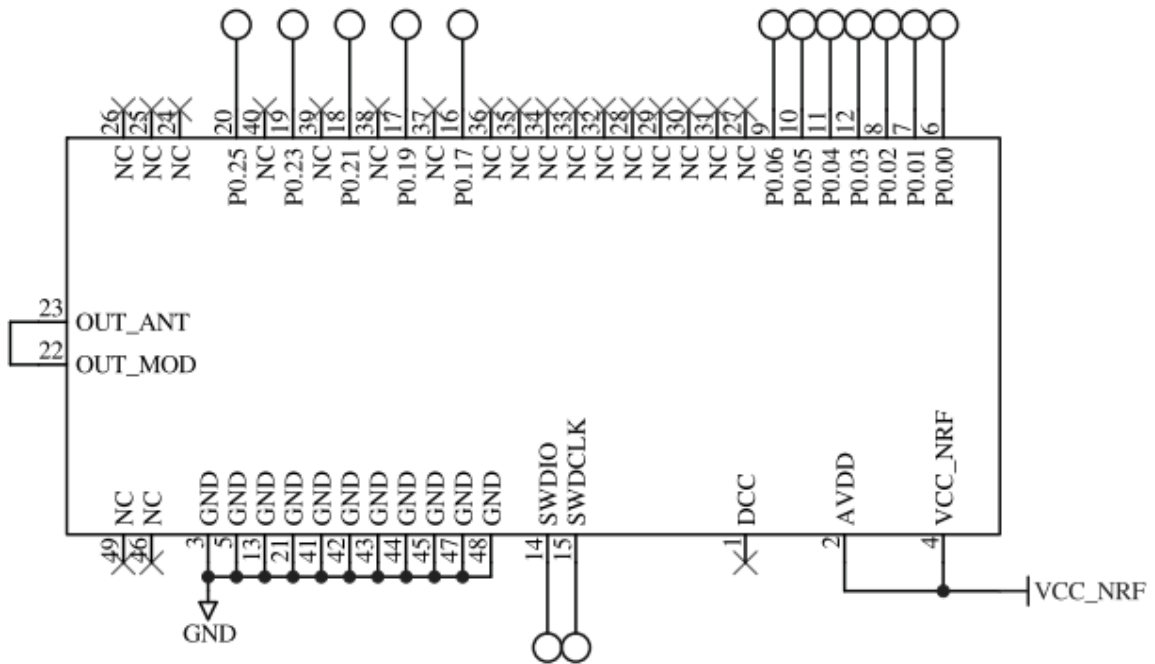 26 25 24 20 40 19 39 18 38 17 37 16 36 35 34 33 32 28 29 30 31 27 9 10 11 12 8 7 6
NC NC NC P0.25 NC P0.23 NC P0.21 NC P0.19 NC P0.17 NC NC NC NC NC NC NC NC NC NC P0.06 P0.05 P0.04 P0.03 P0.02 P0.01 P0.00
23 OUT_ANT
22 OUT_MOD
NC NC GND GND GND GND GND GND GND GND GND GND GND SWDIO SWDCLK DCC AVDD VCC_NRF
49 46 3 5 13 21 41 42 43 44 45 47 48 14 15 1 2 4
VCC_NRF
GND